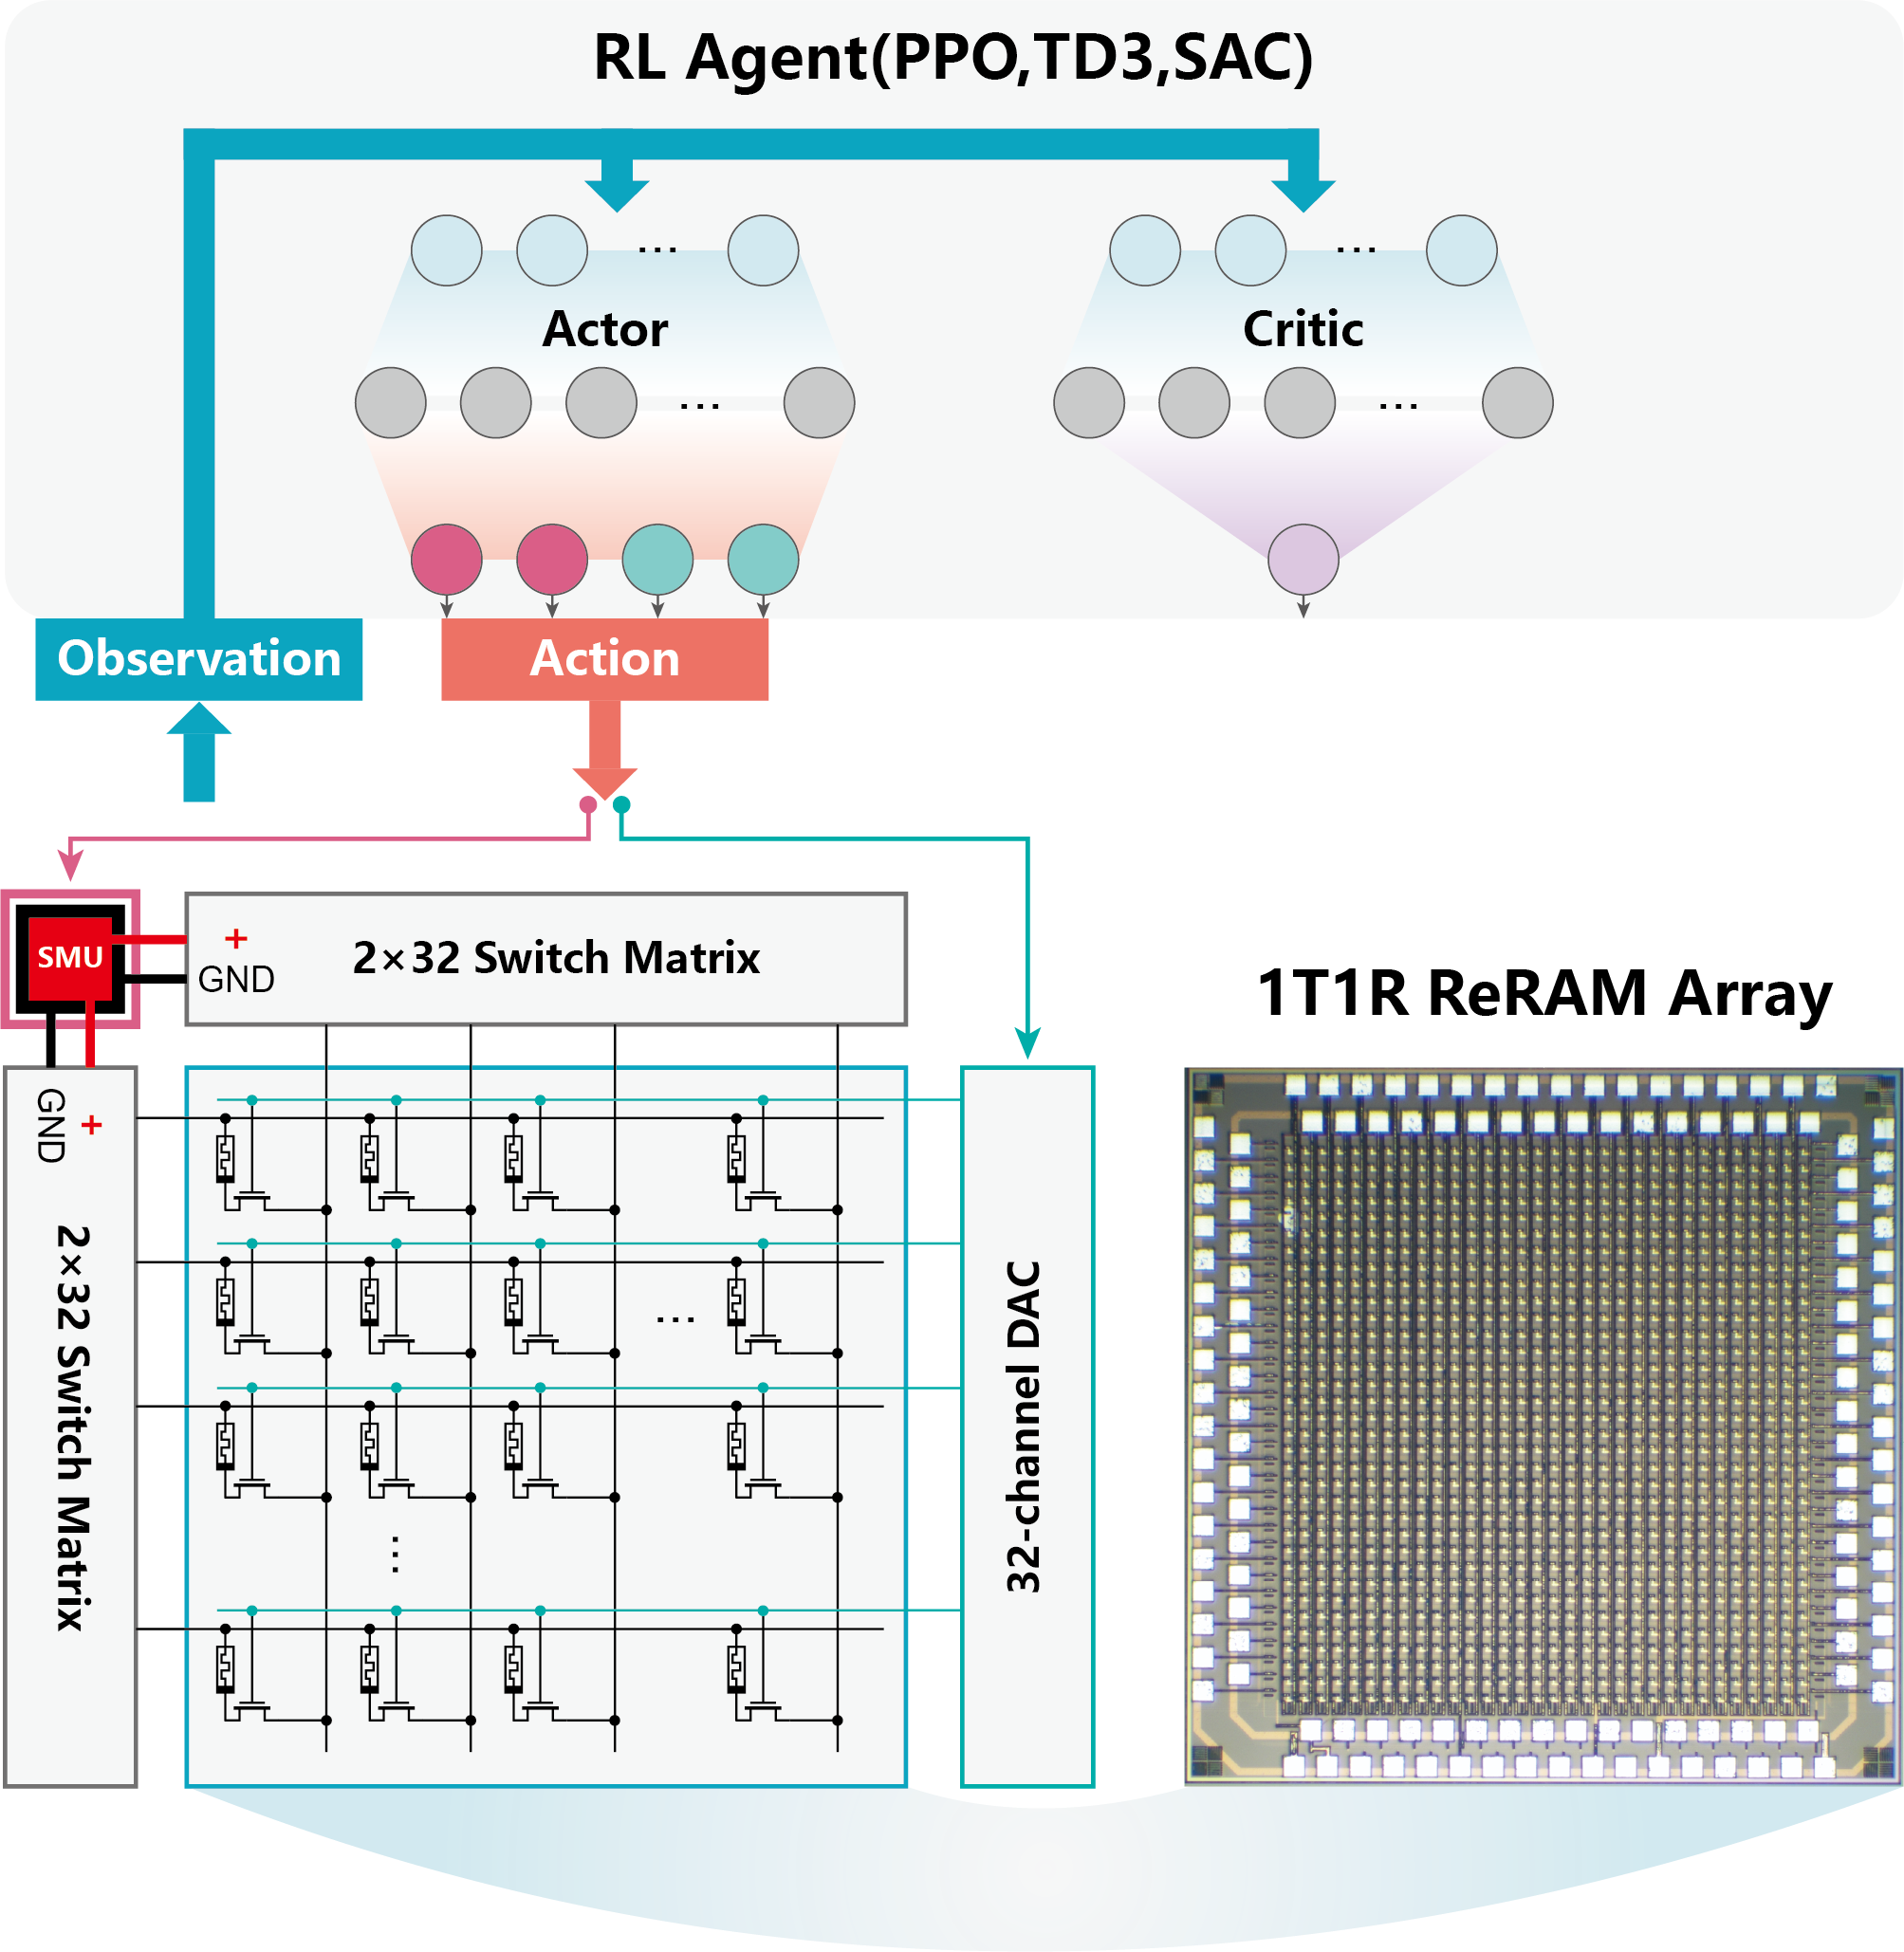 RL Agent(PPO,TD3,SAC)
...
...
Actor
Critic
...
...
Observation
Action
SMU
+
GND
2×32 Switch Matrix
1T1R ReRAM Array
GND
+
2×32 Switch Matrix
...
...
32-channel DAC